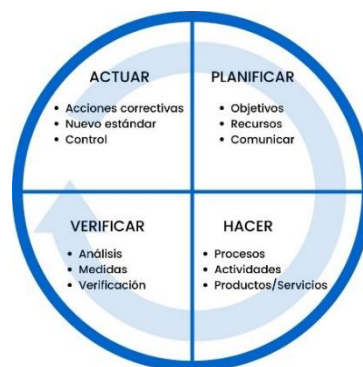 ACTUAR
• Acciones correctivas
• Nuevo estándar
• Control
PLANIFICAR
• Objetivos
• Recursos
• Comunicar
VERIFICAR
• Análisis
• Medidas
• Verificación
HACER
• Procesos
• Actividades
• Productos/Servicios